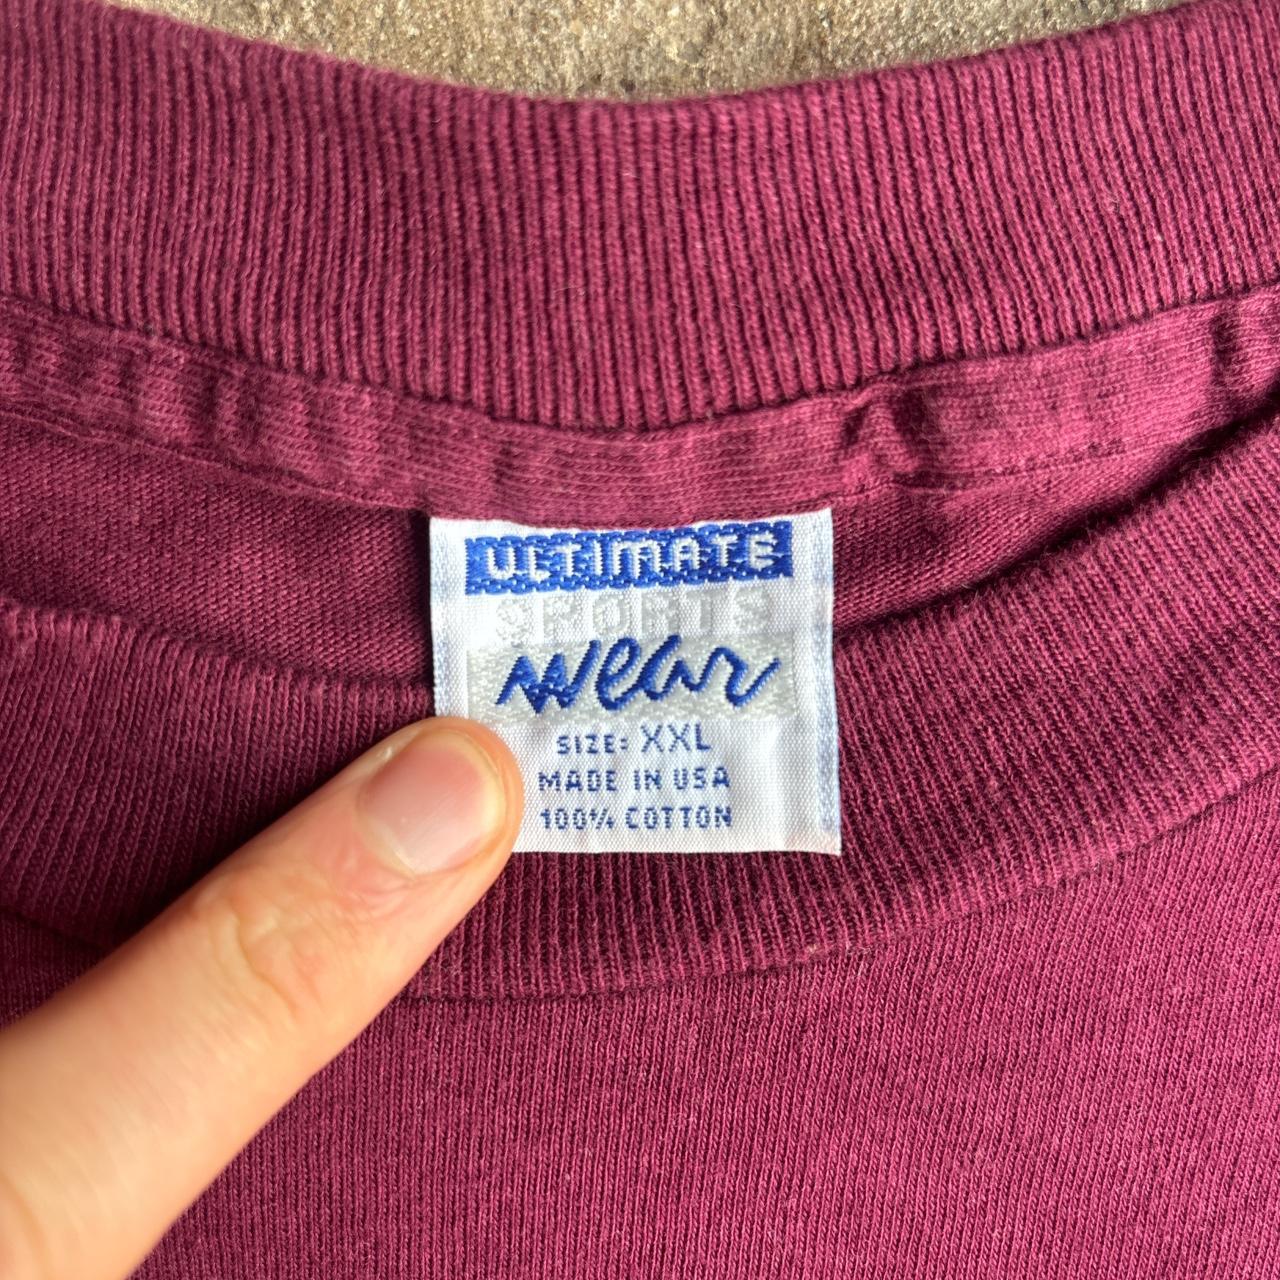 ULTIMATE
SPORTS
wear
SIZE: XXL
MADE IN USA
100% COTTON